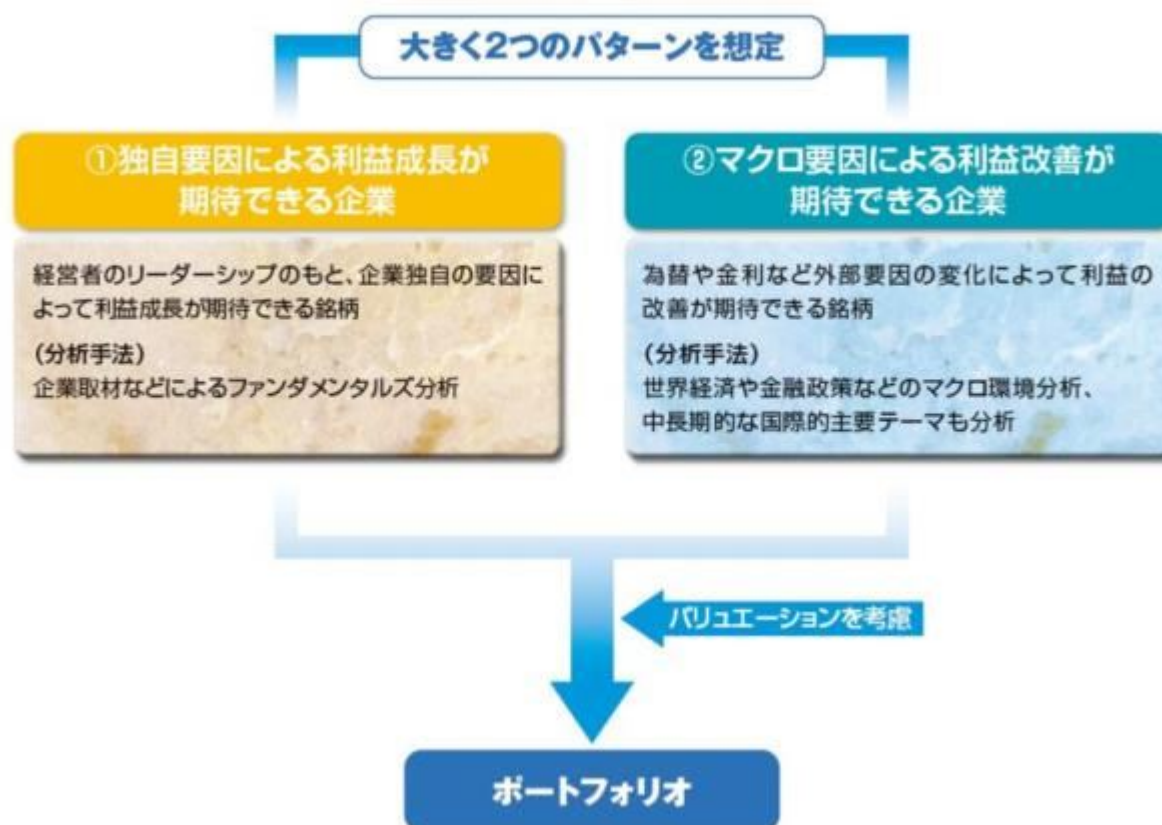 大きく2つのパターンを想定
①独自要因による利益成長が
期待できる企業
経営者のリーダーシップのもと、企業独自の要因に
よって利益成長が期待できる銘柄
(分析手法)
企業取材などによるファンダメンタルズ分析
②マクロ要因による利益改善が
期待できる企業
為替や金利など外部要因の変化によって利益の
改善が期待できる銘柄
(分析手法)
世界経済や金融政策などのマクロ環境分析、
中長期的な国際的主要テーマも分析
バリュエーションを考慮
ポートフォリオ